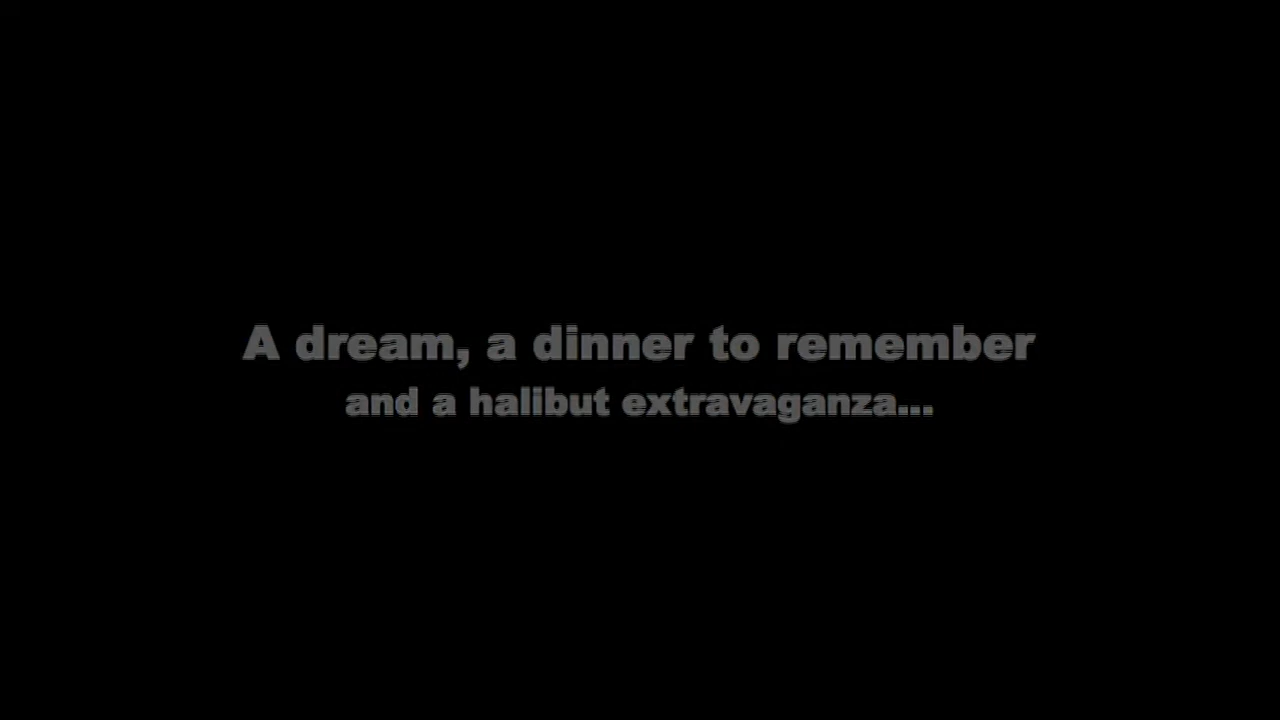 A dream, a dinner to remember
and a halibut extravaganza...